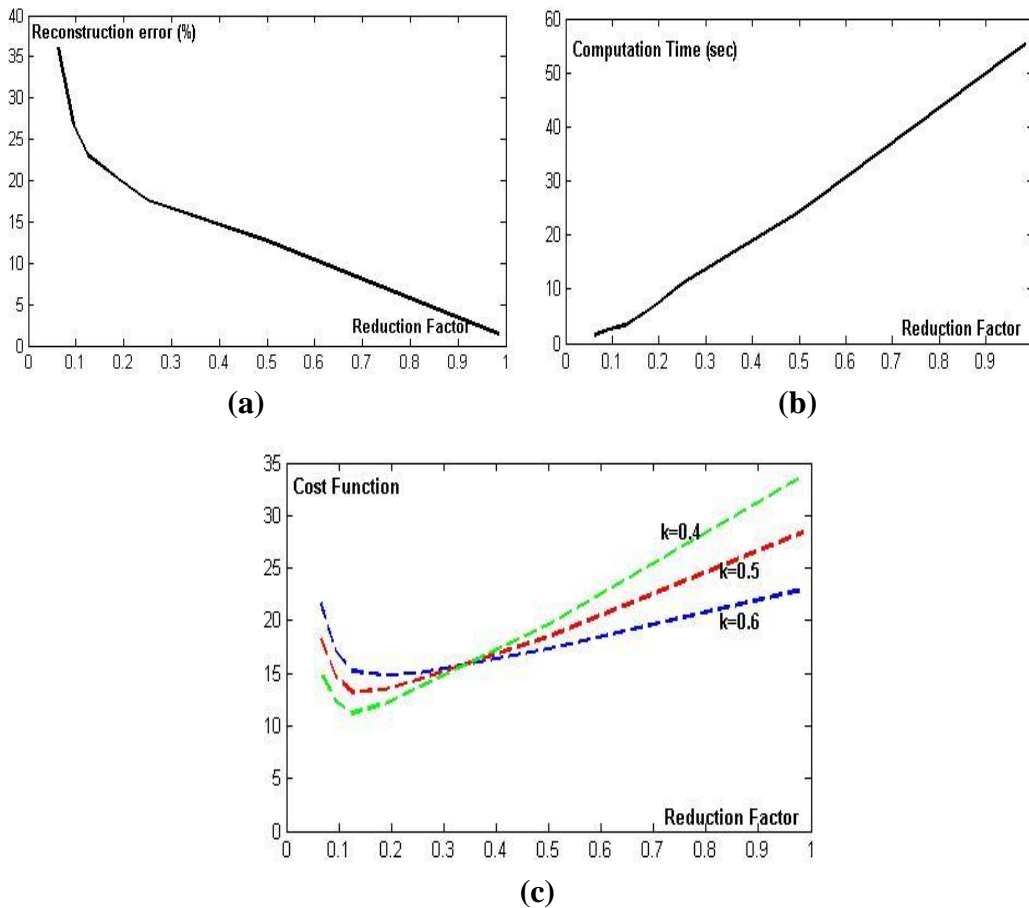 Reconstruction error (%)
40
35
30
25
20
15
10
5
0
0 0.1 0.2 0.3 0.4 0.5 0.6 0.7 0.8 0.9 1
Reduction Factor
(a)
Computation Time (sec)
60
50
40
30
20
10
0
0 0.1 0.2 0.3 0.4 0.5 0.6 0.7 0.8 0.9
Reduction Factor
(b)
Cost Function
35
30
25
20
15
10
5
0
k=0.4
k=0.5
k=0.6
Reduction Factor
0 0.1 0.2 0.3 0.4 0.5 0.6 0.7 0.8 0.9 1
(c)